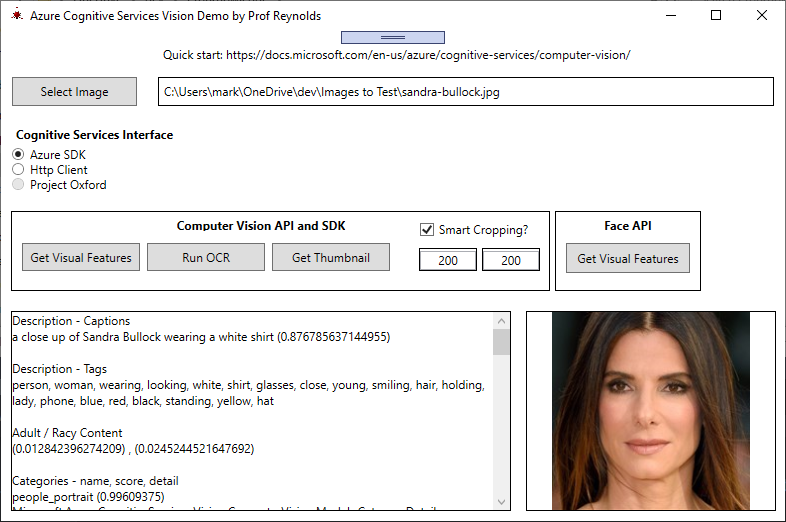 Azure Cognitive Services Vision Demo by Prof Reynolds
Quick start: https://docs.microsoft.com/en-us/azure/cognitive-services/computer-vision/
Select Image
C:\Users\mark\OneDrive\dev\Images to Test\sandra-bullock.jpg
Cognitive Services Interface
Azure SDK
Http Client
Project Oxford
Computer Vision API and SDK
Smart Cropping?
Get Visual Features
Run OCR
Get Thumbnail
200
200
Face API
Get Visual Features
Description - Captions
a close up of Sandra Bullock wearing a white shirt (0.876785637144955)
Description - Tags
person, woman, wearing, looking, white, shirt, glasses, close, young, smiling, hair, holding,
lady, phone, blue, red, black, standing, yellow, hat
Adult / Racy Content
(0.012842396274209) , (0.0245244521647692)
Categories - name, score, detail
people_portrait (0.99609375)